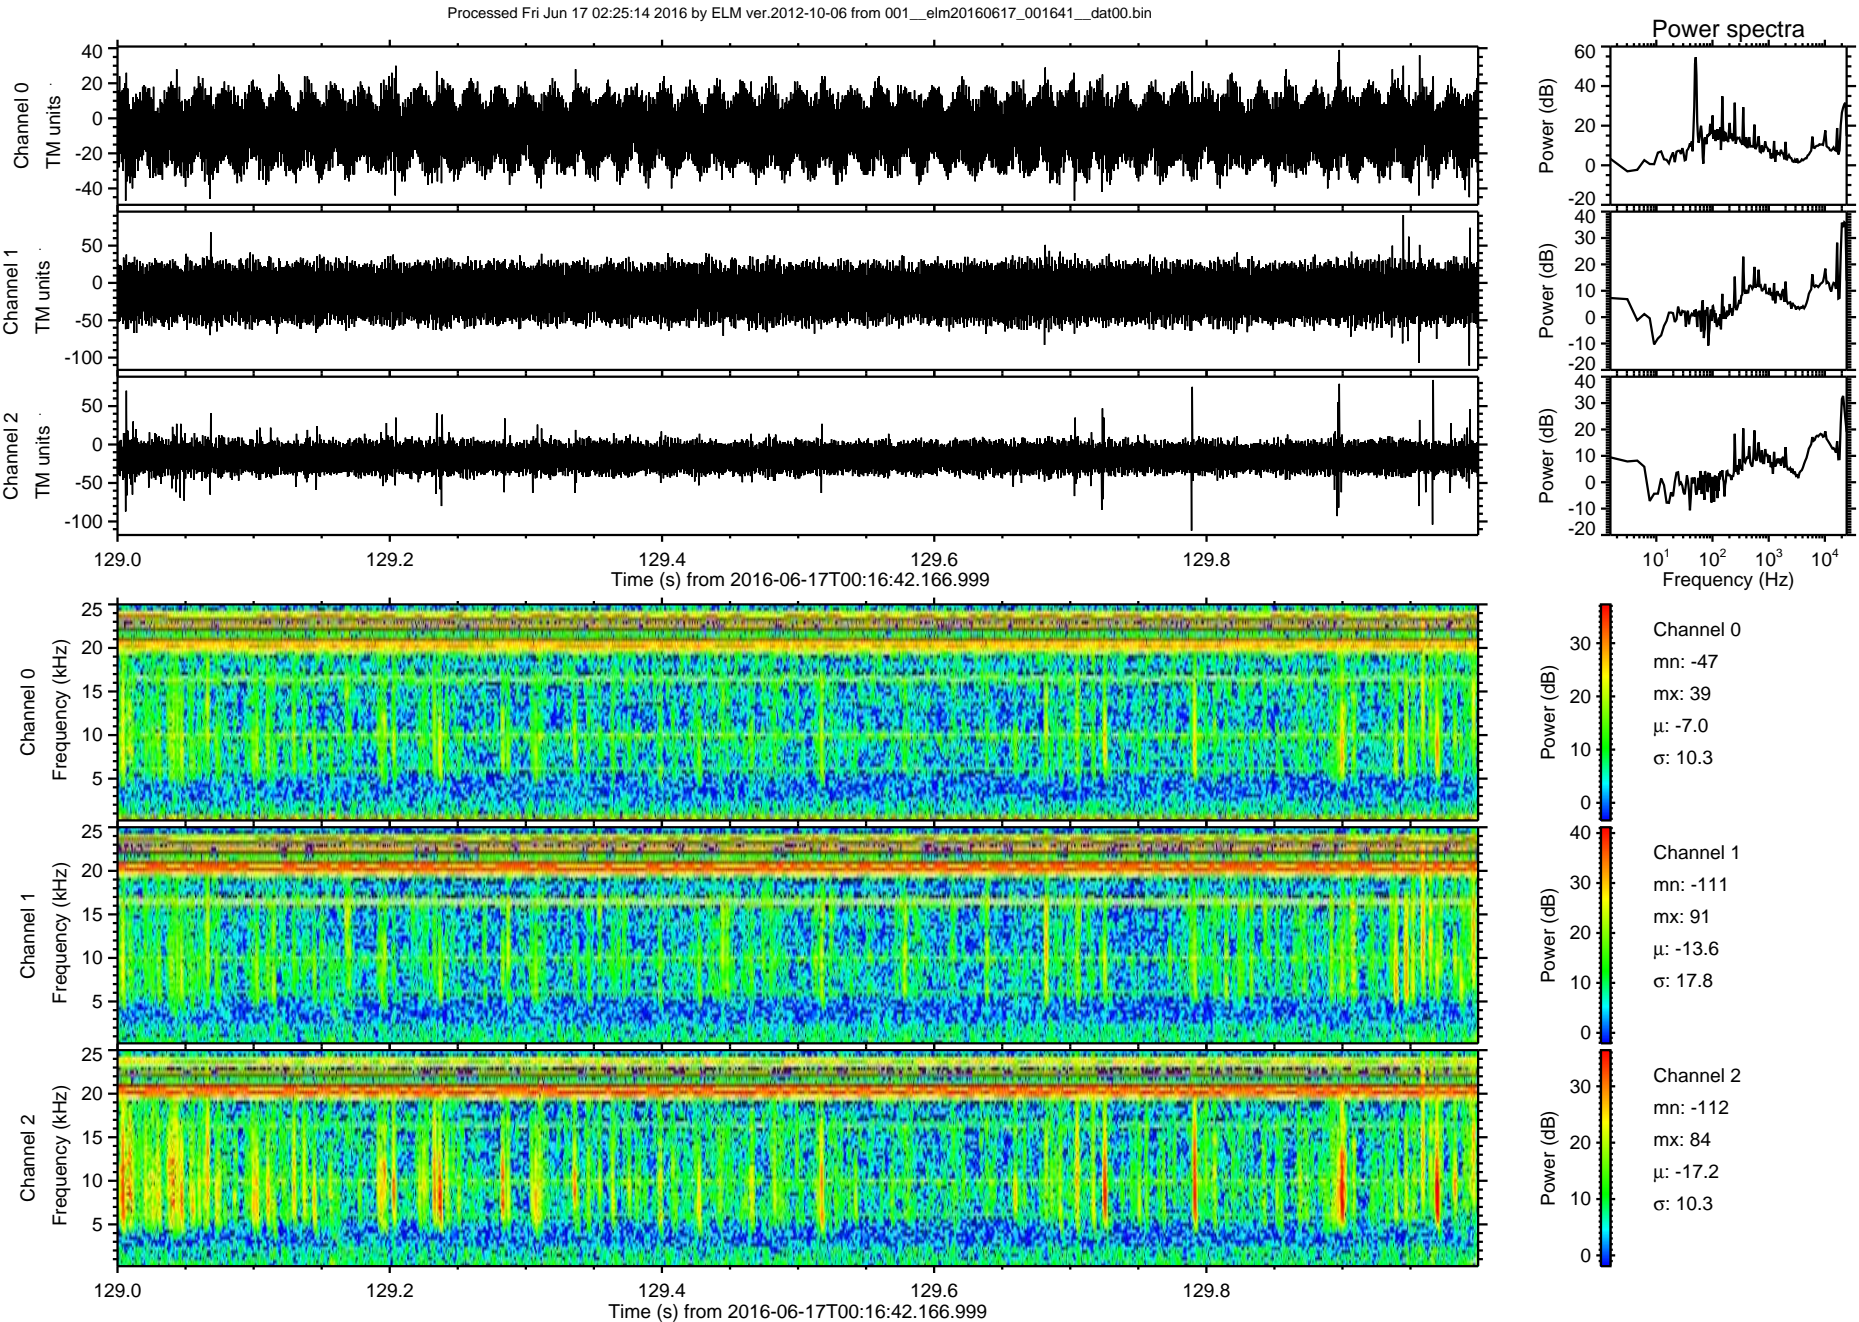 Processed Fri Jun 17 02:25:14 2016 by ELM ver.2012-10-06 from 001__elm20160617_001641__dat00.bin
Power spectra
Channel 0
TM units
40
20
0
-20
-40
Power (dB)
60
40
20
0
-20
Channel 1
TM units
50
0
-50
-100
Power (dB)
40
30
20
10
0
-10
-20
Channel 2
TM units
50
0
-50
-100
Power (dB)
40
30
20
10
0
-10
-20
129.0 129.2 129.4 129.6 129.8
Time (s) from 2016-06-17T00:16:42.166.999
10¹ 10² 10³ 10⁴
Frequency (Hz)
Channel 0
Frequency (kHz)
25
20
15
10
5
Power (dB)
30
20
10
0
Channel 0
mn: -47
mx: 39
μ: -7.0
σ: 10.3
Channel 1
Frequency (kHz)
25
20
15
10
5
Power (dB)
40
30
20
10
0
Channel 1
mn: -111
mx: 91
μ: -13.6
σ: 17.8
Channel 2
Frequency (kHz)
25
20
15
10
5
Power (dB)
30
20
10
0
Channel 2
mn: -112
mx: 84
μ: -17.2
σ: 10.3
129.0 129.2 129.4 129.6 129.8
Time (s) from 2016-06-17T00:16:42.166.999